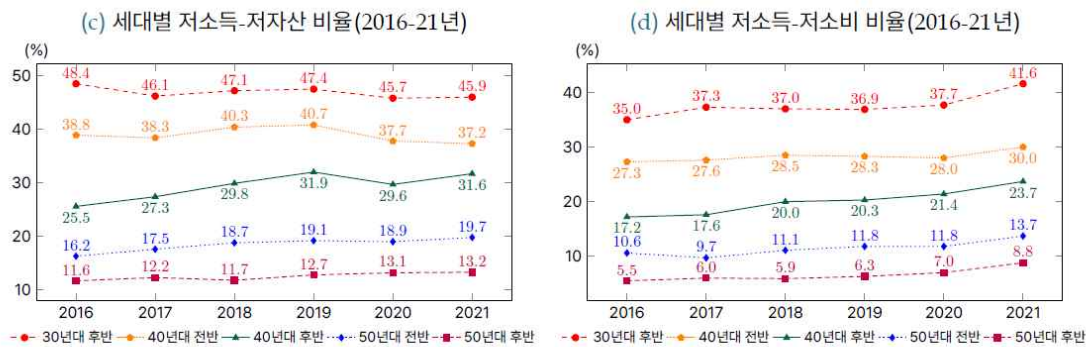 (c) 세대별 저소득-저자산 비율(2016-21년)
(%)
50
40
30
20
10
48.4 46.1 47.1 47.4 45.7 45.9
38.8 38.3 40.3 40.7 37.7 37.2
25.5 27.3 29.8 31.9 29.6 31.6
16.2 17.5 18.7 19.1 18.9 19.7
11.6 12.2 11.7 12.7 13.1 13.2
2016 2017 2018 2019 2020 2021
30년대 후반 40년대 전반 40년대 후반 50년대 전반 50년대 후반
(d) 세대별 저소득-저소비 비율(2016-21년)
(%)
40
30
20
10
35.0 37.3 37.0 36.9 37.7 41.6
27.3 27.6 28.5 28.3 28.0 30.0
17.2 17.6 20.0 20.3 21.4 23.7
10.6 9.7 11.1 11.8 11.8 13.7
5.5 6.0 5.9 6.3 7.0 8.8
2016 2017 2018 2019 2020 2021
30년대 후반 40년대 전반 40년대 후반 50년대 전반 50년대 후반